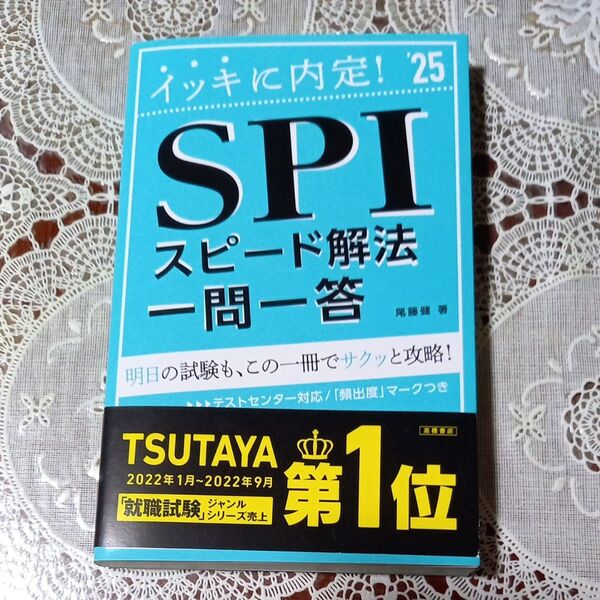 イッキに内定!
'25
SPI
スピード解法
一問一答
尾藤健 著
明日の試験も、この一冊でサクッと攻略!
▶▶▶テストセンター対応/「頻出度」マークつき
高橋書店
TSUTAYA
2022年1月~2022年9月
「就職試験」ジャンル
シリーズ売上
第1位